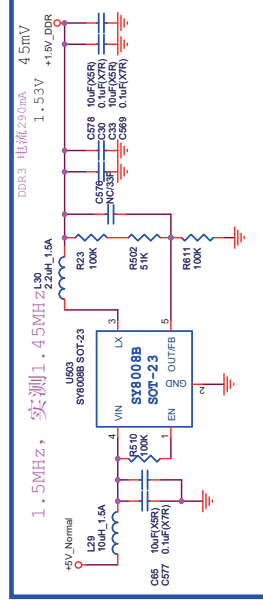 1.5MHz, 实测1.45MHz
DDR3 电流290mA
45mV
1.53V
+5V_Normal
L29
10uH_1.5A
C65
C577
10uF(X5R)
0.1uF(X7R)
R510
100K
U503
SY8008B SOT-23
4
VIN
LX
3
SY8008B
SOT-23
1
EN
GND
OUT/FB
5
2
L30
2.2uH_1.5A
R23
100K
R502
51K
R611
100K
C576
NC/33P
C578
C30
C33
C569
10uF(X5R)
0.1uF(X7R)
10uF(X5R)
0.1uF(X7R)
+1.5V_DDR